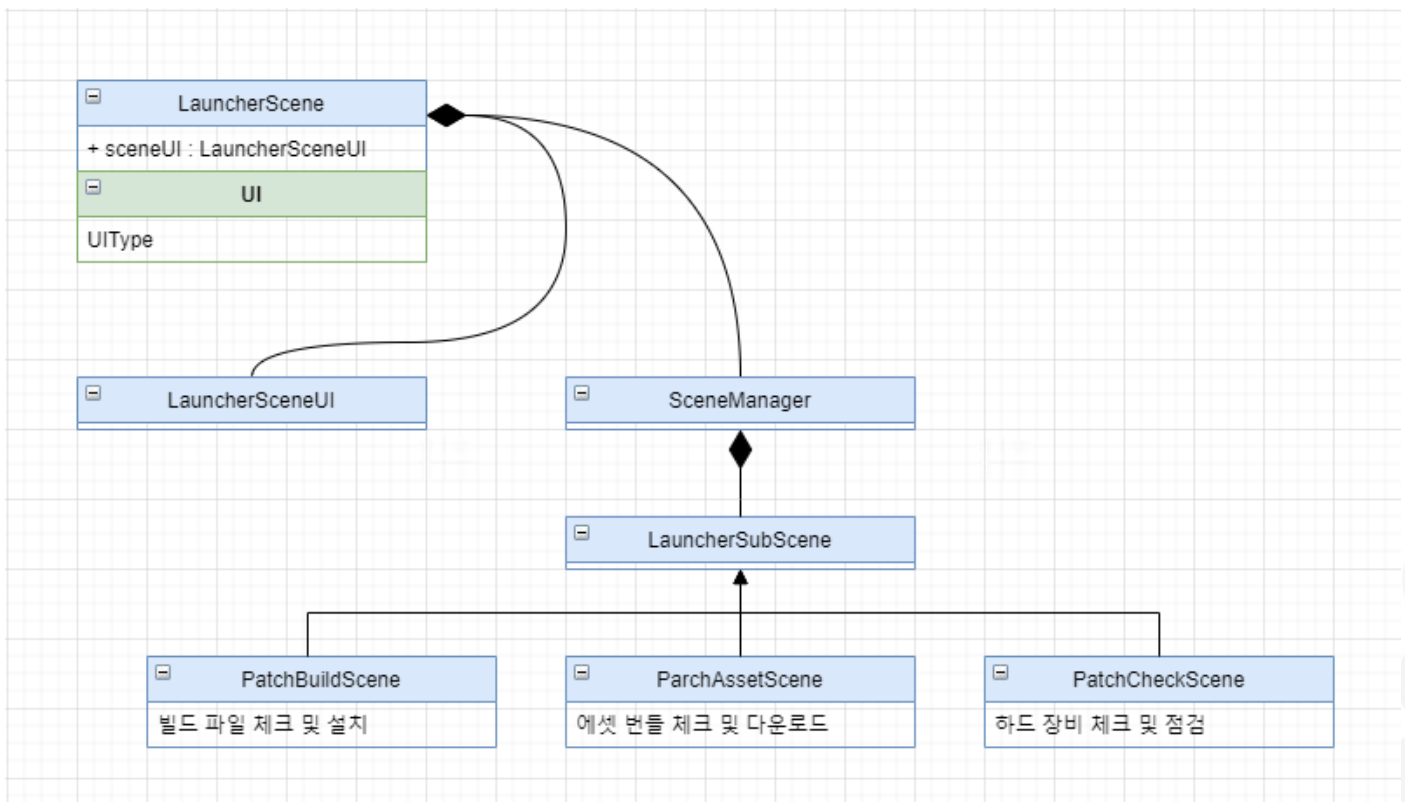 LauncherScene
+ sceneUI : LauncherSceneUI
UI
UIType
LauncherSceneUI
SceneManager
LauncherSubScene
PatchBuildScene
빌드 파일 체크 및 설치
ParchAssetScene
에셋 번들 체크 및 다운로드
PatchCheckScene
하드 장비 체크 및 점검